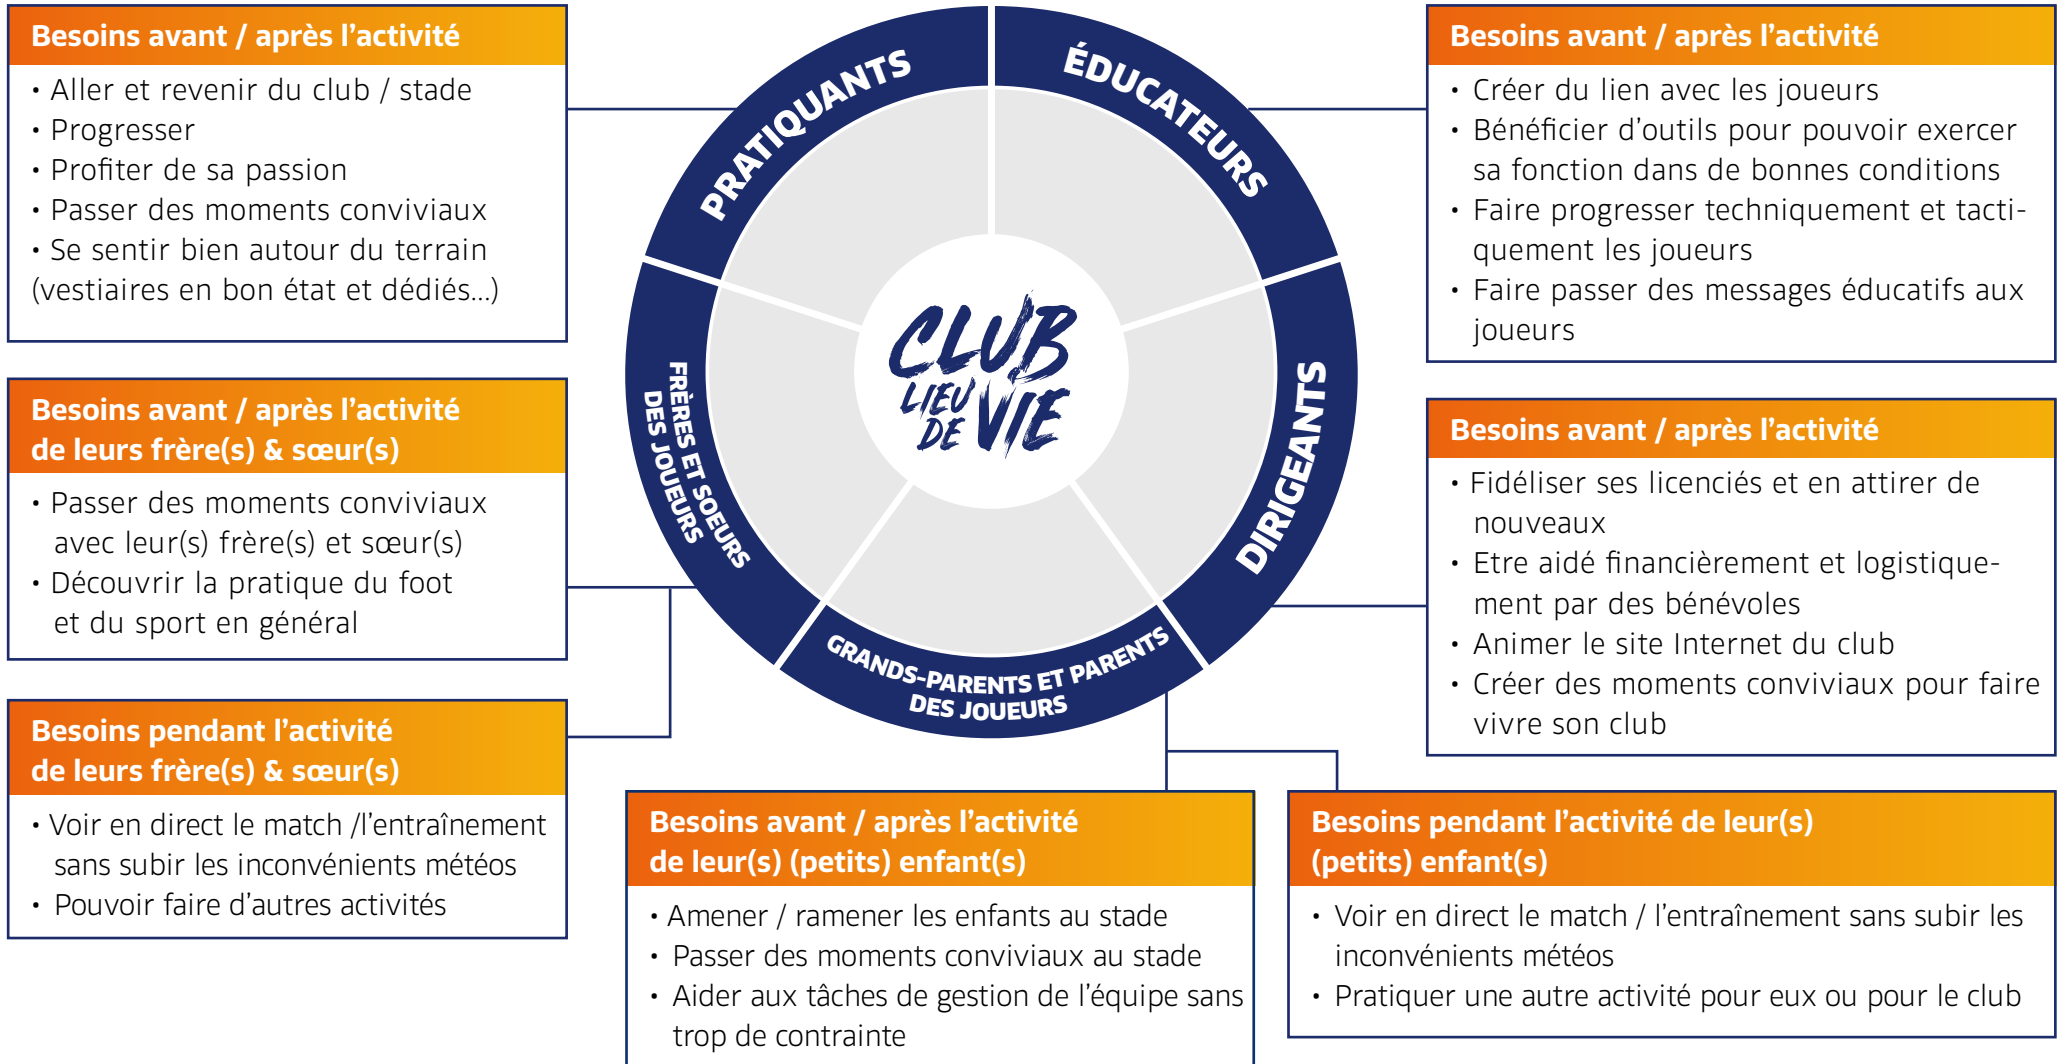 Besoins avant / après l’activité
• Aller et revenir du club / stade
• Progresser
• Profiter de sa passion
• Passer des moments conviviaux
• Se sentir bien autour du terrain
(vestiaires en bon état et dédiés...)
Besoins avant / après l’activité
de leurs frère(s) & sœur(s)
• Passer des moments conviviaux
avec leur(s) frère(s) et sœur(s)
• Découvrir la pratique du foot
et du sport en général
Besoins pendant l’activité
de leurs frère(s) & sœur(s)
• Voir en direct le match /l’entraînement
sans subir les inconvénients météos
• Pouvoir faire d’autres activités
PRATIQUANTS
ÉDUCATEURS
DIRIGEANTS
GRANDS-PARENTS ET PARENTS
DES JOUEURS
FRÈRES ET SOEURS
DES JOUEURS
CLUB
LIEU
DE VIE
Besoins avant / après l’activité
• Créer du lien avec les joueurs
• Bénéficier d’outils pour pouvoir exercer
sa fonction dans de bonnes conditions
• Faire progresser techniquement et tacti-
quement les joueurs
• Faire passer des messages éducatifs aux
joueurs
Besoins avant / après l’activité
• Fidéliser ses licenciés et en attirer de
nouveaux
• Etre aidé financièrement et logistique-
ment par des bénévoles
• Animer le site Internet du club
• Créer des moments conviviaux pour faire
vivre son club
Besoins avant / après l’activité
de leur(s) (petits) enfant(s)
• Amener / ramener les enfants au stade
• Passer des moments conviviaux au stade
• Aider aux tâches de gestion de l’équipe sans
trop de contrainte
Besoins pendant l’activité de leur(s)
(petits) enfant(s)
• Voir en direct le match / l’entraînement sans subir les
inconvénients météos
• Pratiquer une autre activité pour eux ou pour le club